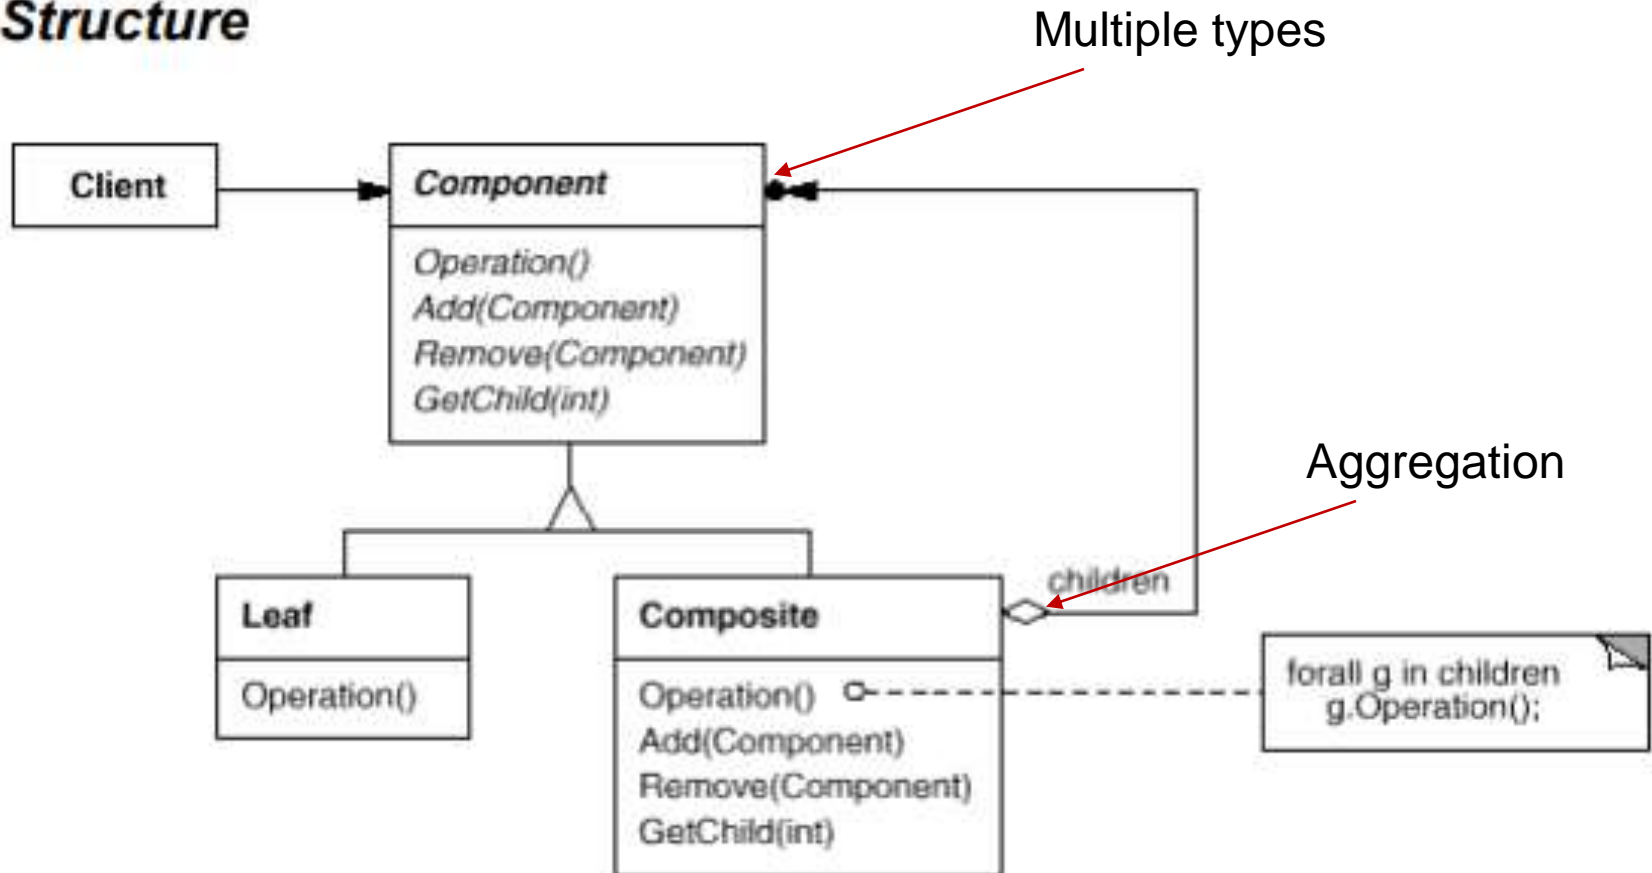 Structure
Multiple types
Client
Component
Operation()
Add(Component)
Remove(Component)
GetChild(int)
Aggregation
children
Leaf
Operation()
Composite
Operation()
Add(Component)
Remove(Component)
GetChild(int)
forall g in children
g.Operation();